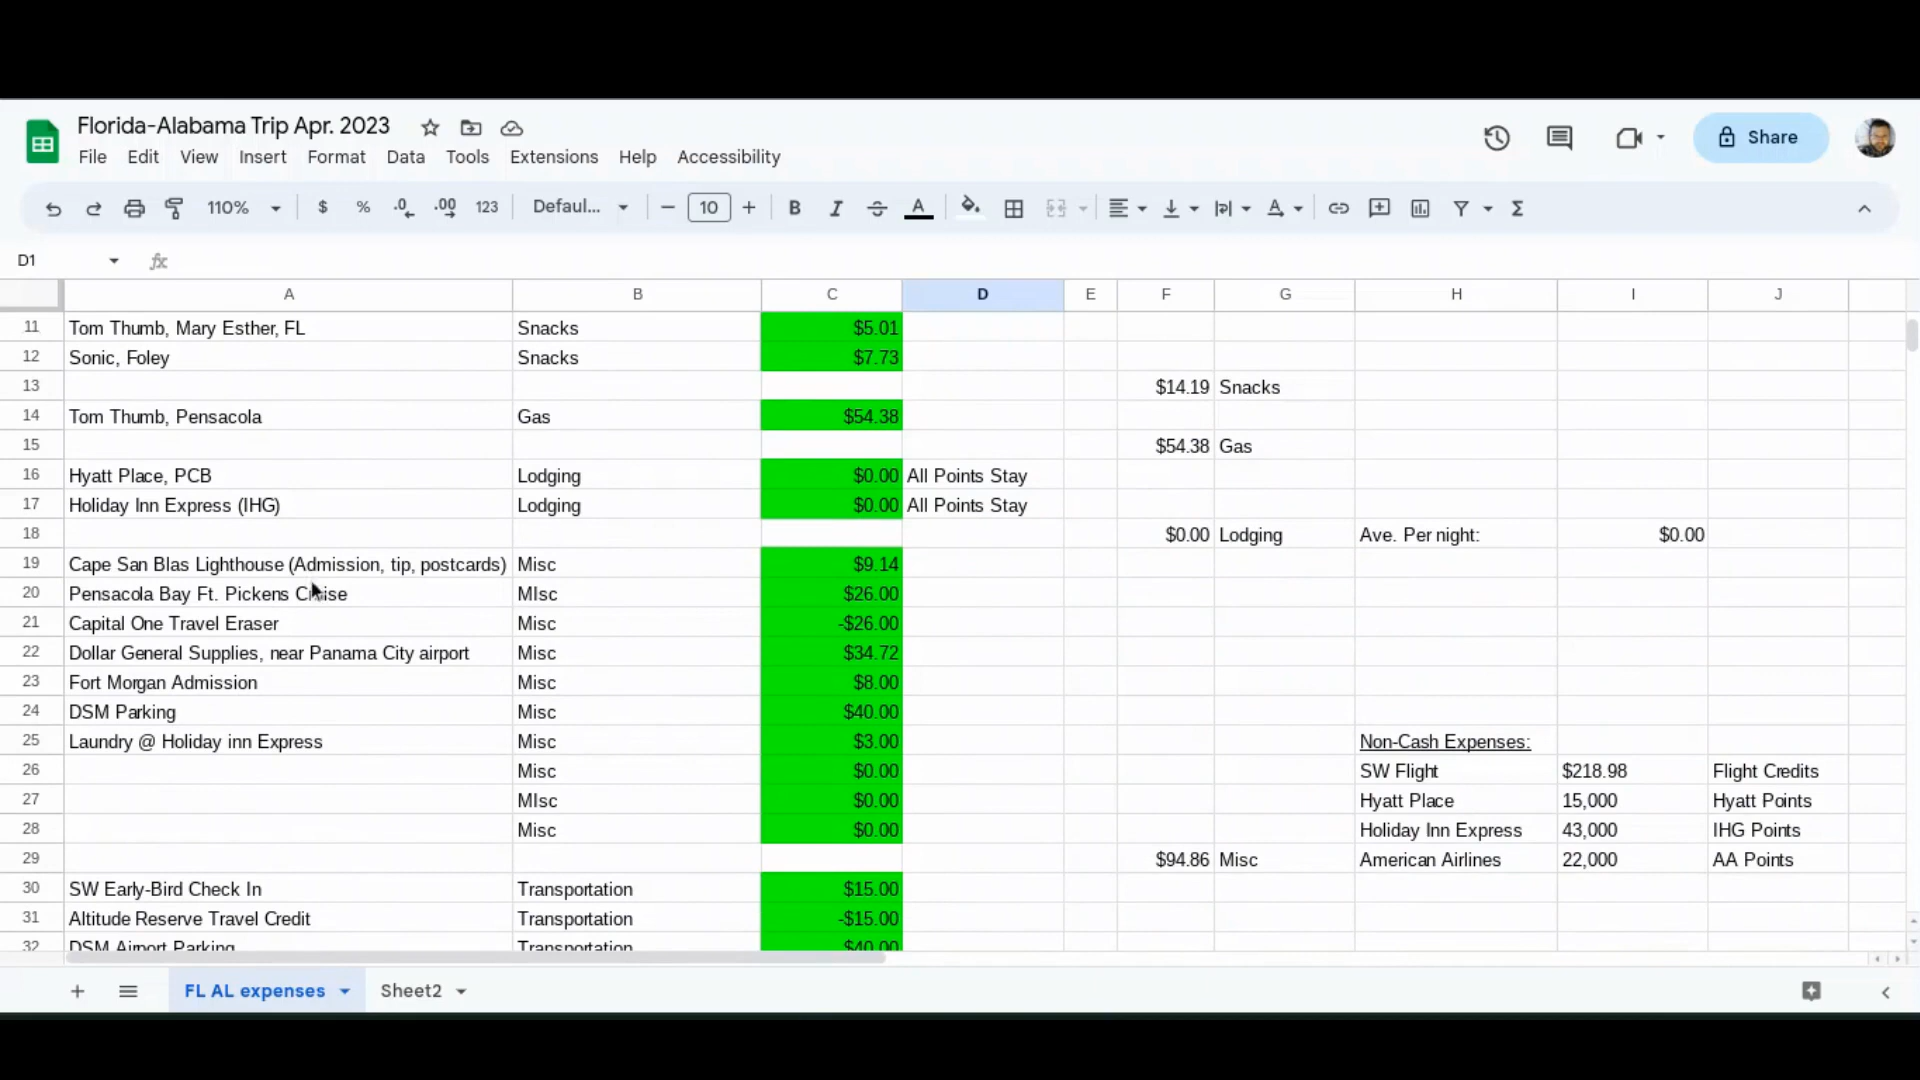 Florida-Alabama Trip Apr. 2023
File Edit View Insert Format Data Tools Extensions Help Accessibility
Share
110% $ % .0 .00 123 Defaul... 10 B I A
D1 fx
A B C D E F G H I J
11 Tom Thumb, Mary Esther, FL Snacks $5.01
12 Sonic, Foley Snacks $7.73
13 $14.19 Snacks
14 Tom Thumb, Pensacola Gas $54.38
15 $54.38 Gas
16 Hyatt Place, PCB Lodging $0.00 All Points Stay
17 Holiday Inn Express (IHG) Lodging $0.00 All Points Stay
18 $0.00 Lodging Ave. Per night: $0.00
19 Cape San Blas Lighthouse (Admission, tip, postcards) Misc $9.14
20 Pensacola Bay Ft. Pickens Cruise MIsc $26.00
21 Capital One Travel Eraser Misc -$26.00
22 Dollar General Supplies, near Panama City airport Misc $34.72
23 Fort Morgan Admission Misc $8.00
24 DSM Parking Misc $40.00
25 Laundry @ Holiday inn Express Misc $3.00 Non-Cash Expenses:
26 Misc $0.00 SW Flight $218.98 Flight Credits
27 MIsc $0.00 Hyatt Place 15,000 Hyatt Points
28 Misc $0.00 Holiday Inn Express 43,000 IHG Points
29 $94.86 Misc American Airlines 22,000 AA Points
30 SW Early-Bird Check In Transportation $15.00
31 Altitude Reserve Travel Credit Transportation -$15.00
32 DSM Airport Parking Transportation $40.00
FL AL expenses Sheet2